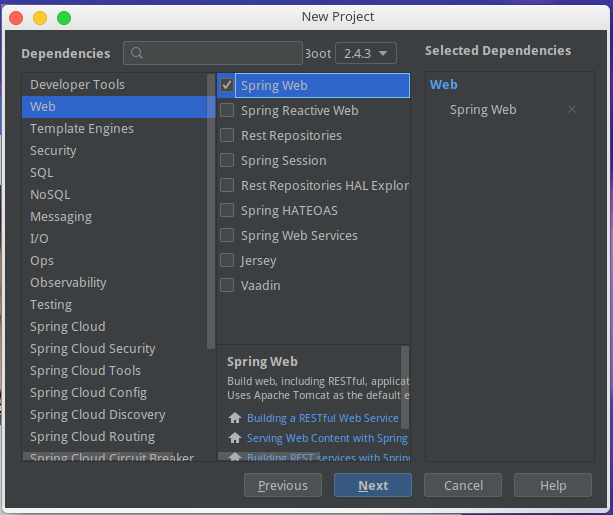 New Project
Dependencies
Boot 2.4.3
Selected Dependencies
Developer Tools
Web
Template Engines
Security
SQL
NoSQL
Messaging
I/O
Ops
Observability
Testing
Spring Cloud
Spring Cloud Security
Spring Cloud Tools
Spring Cloud Config
Spring Cloud Discovery
Spring Cloud Routing
Spring Cloud Circuit Breaker
Spring Web
Spring Reactive Web
Rest Repositories
Spring Session
Rest Repositories HAL Explor
Spring HATEOAS
Spring Web Services
Jersey
Vaadin
Spring Web
Build web, including RESTful, applicat
Uses Apache Tomcat as the default e
Building a RESTful Web Service
Serving Web Content with Spring
Building REST services with Spring
Web
Spring Web
Previous
Next
Cancel
Help